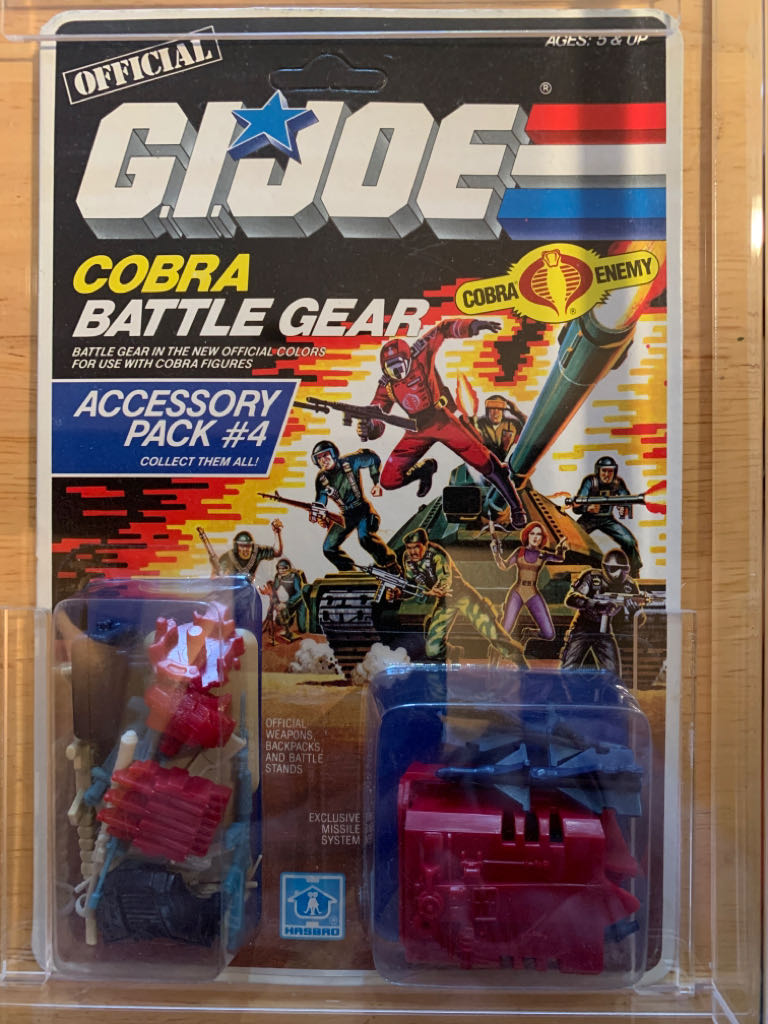 AGES: 5 & UP
OFFICIAL
G.I.JOE
®
COBRA
BATTLE GEAR
COBRA ENEMY
®
BATTLE GEAR IN THE NEW OFFICIAL COLORS
FOR USE WITH COBRA FIGURES
ACCESSORY
PACK #4
COLLECT THEM ALL!
OFFICIAL
WEAPONS,
BACKPACKS,
AND BATTLE
STANDS
EXCLUSIVE
MISSILE
SYSTEM
HASBRO
®